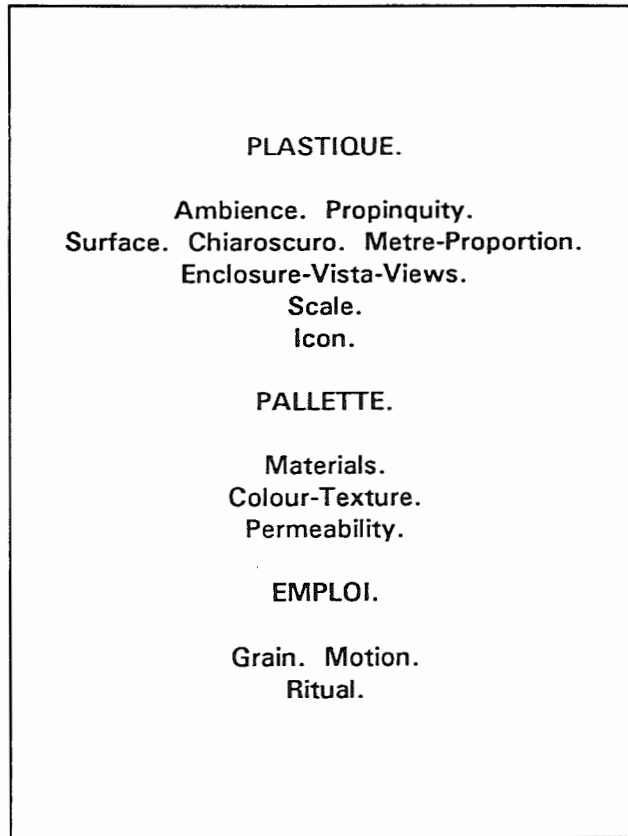 PLASTIQUE.
Ambience. Propinquity.
Surface. Chiaroscuro. Metre-Proportion.
Enclosure-Vista-Views.
Scale.
Icon.
PALLETTE.
Materials.
Colour-Texture.
Permeability.
EMPLOI.
Grain. Motion.
Ritual.